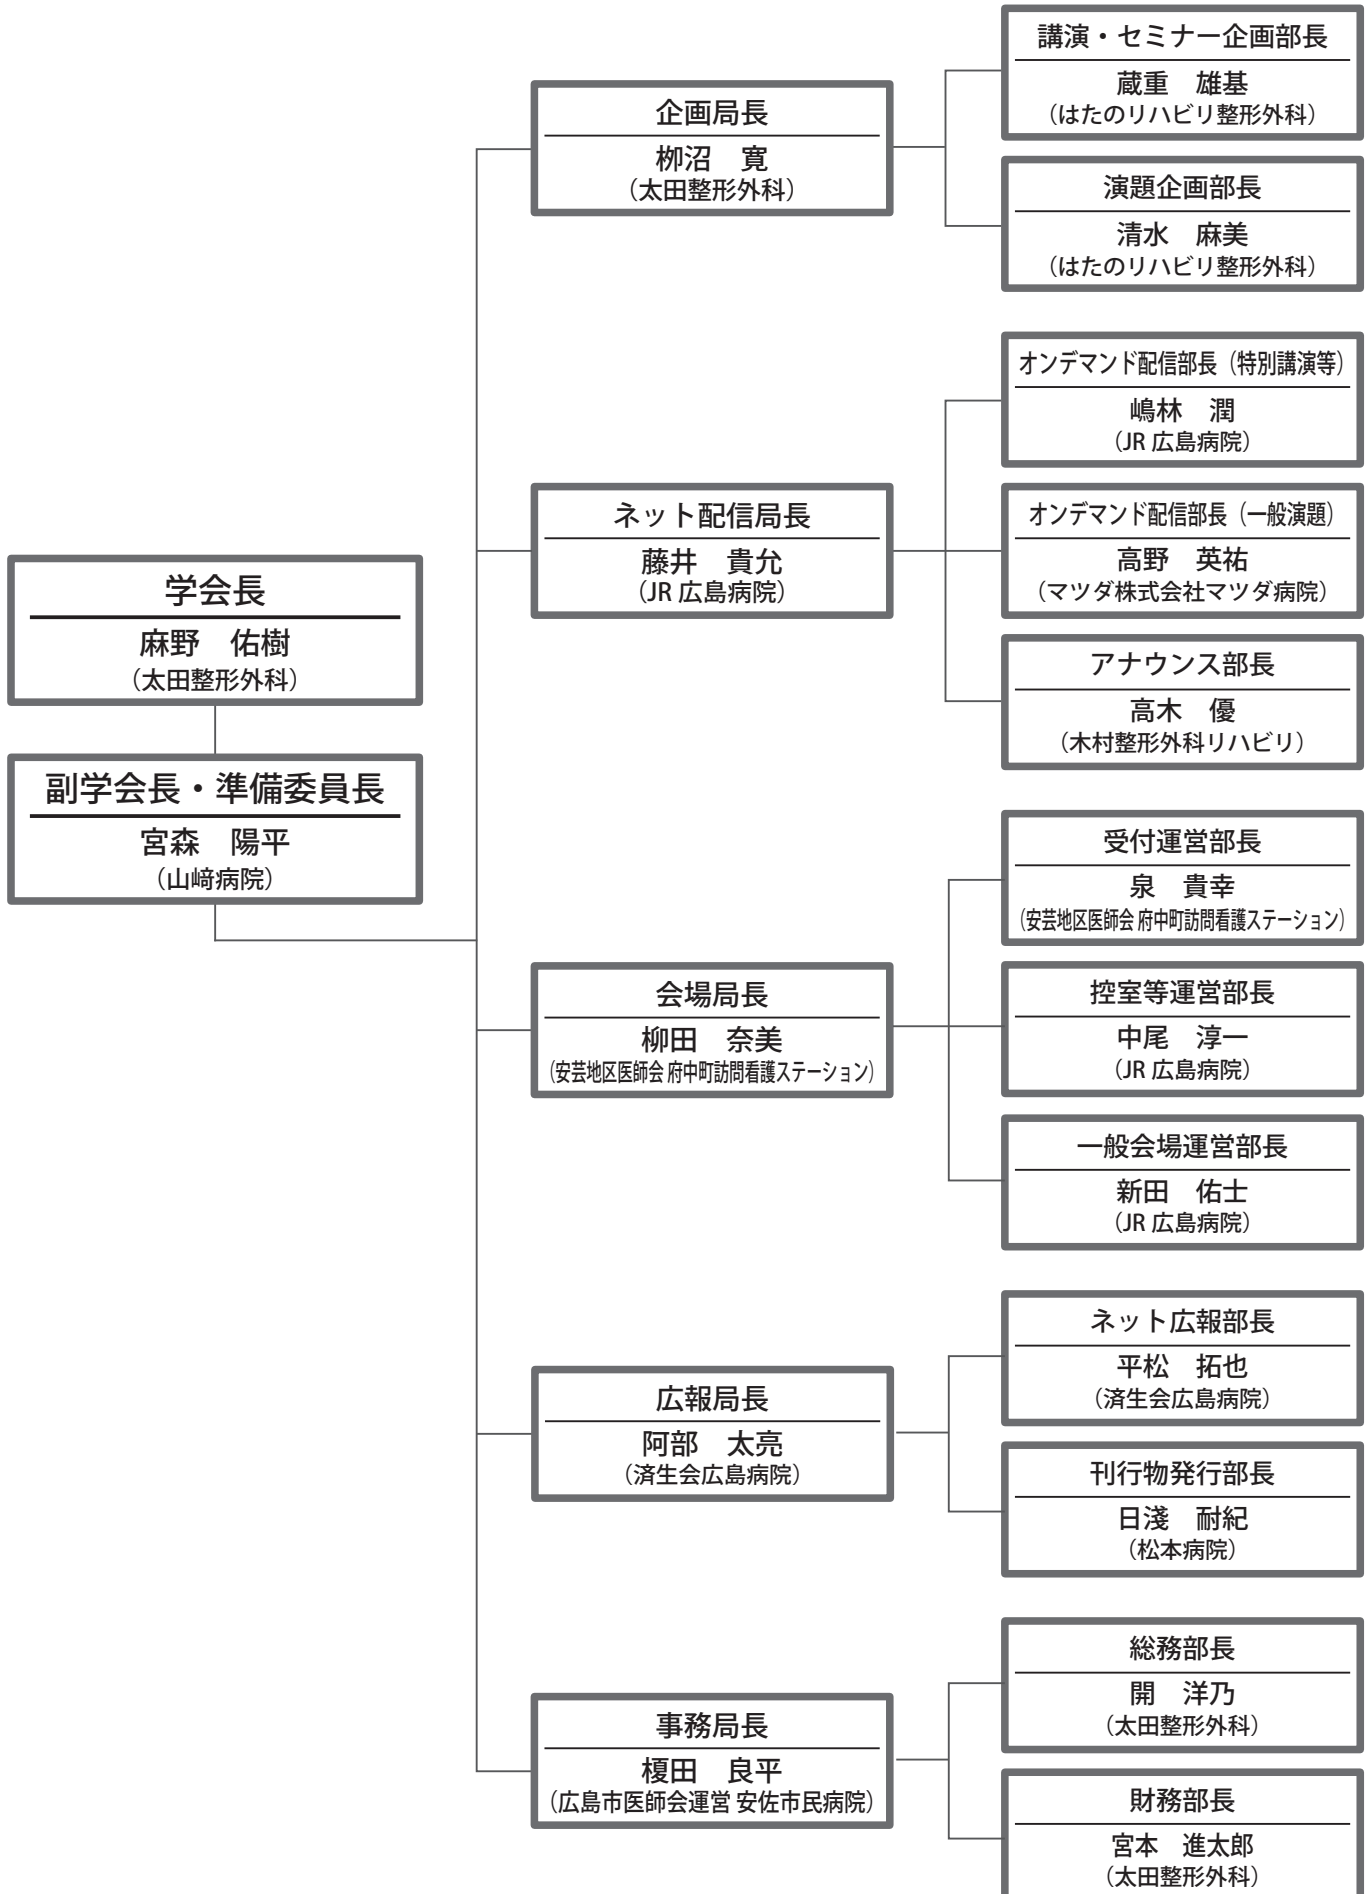 学会長
麻野　佑樹
（太田整形外科）
副学会長・準備委員長
宮森　陽平
（山﨑病院）
企画局長
栁沼　寛
（太田整形外科）
講演・セミナー企画部長
蔵重　雄基
（はたのリハビリ整形外科）
演題企画部長
清水　麻美
（はたのリハビリ整形外科）
ネット配信局長
藤井　貴允
（JR 広島病院）
オンデマンド配信部長（特別講演等）
嶋林　潤
（JR 広島病院）
オンデマンド配信部長（一般演題）
高野　英祐
（マツダ株式会社マツダ病院）
アナウンス部長
高木　優
（木村整形外科リハビリ）
会場局長
柳田　奈美
（安芸地区医師会 府中町訪問看護ステーション）
受付運営部長
泉　貴幸
（安芸地区医師会 府中町訪問看護ステーション）
控室等運営部長
中尾　淳一
（JR 広島病院）
一般会場運営部長
新田　佑士
（JR 広島病院）
広報局長
阿部　太亮
（済生会広島病院）
ネット広報部長
平松　拓也
（済生会広島病院）
刊行物発行部長
日淺　耐紀
（松本病院）
事務局長
榎田　良平
（広島市医師会運営 安佐市民病院）
総務部長
開　洋乃
（太田整形外科）
財務部長
宮本　進太郎
（太田整形外科）